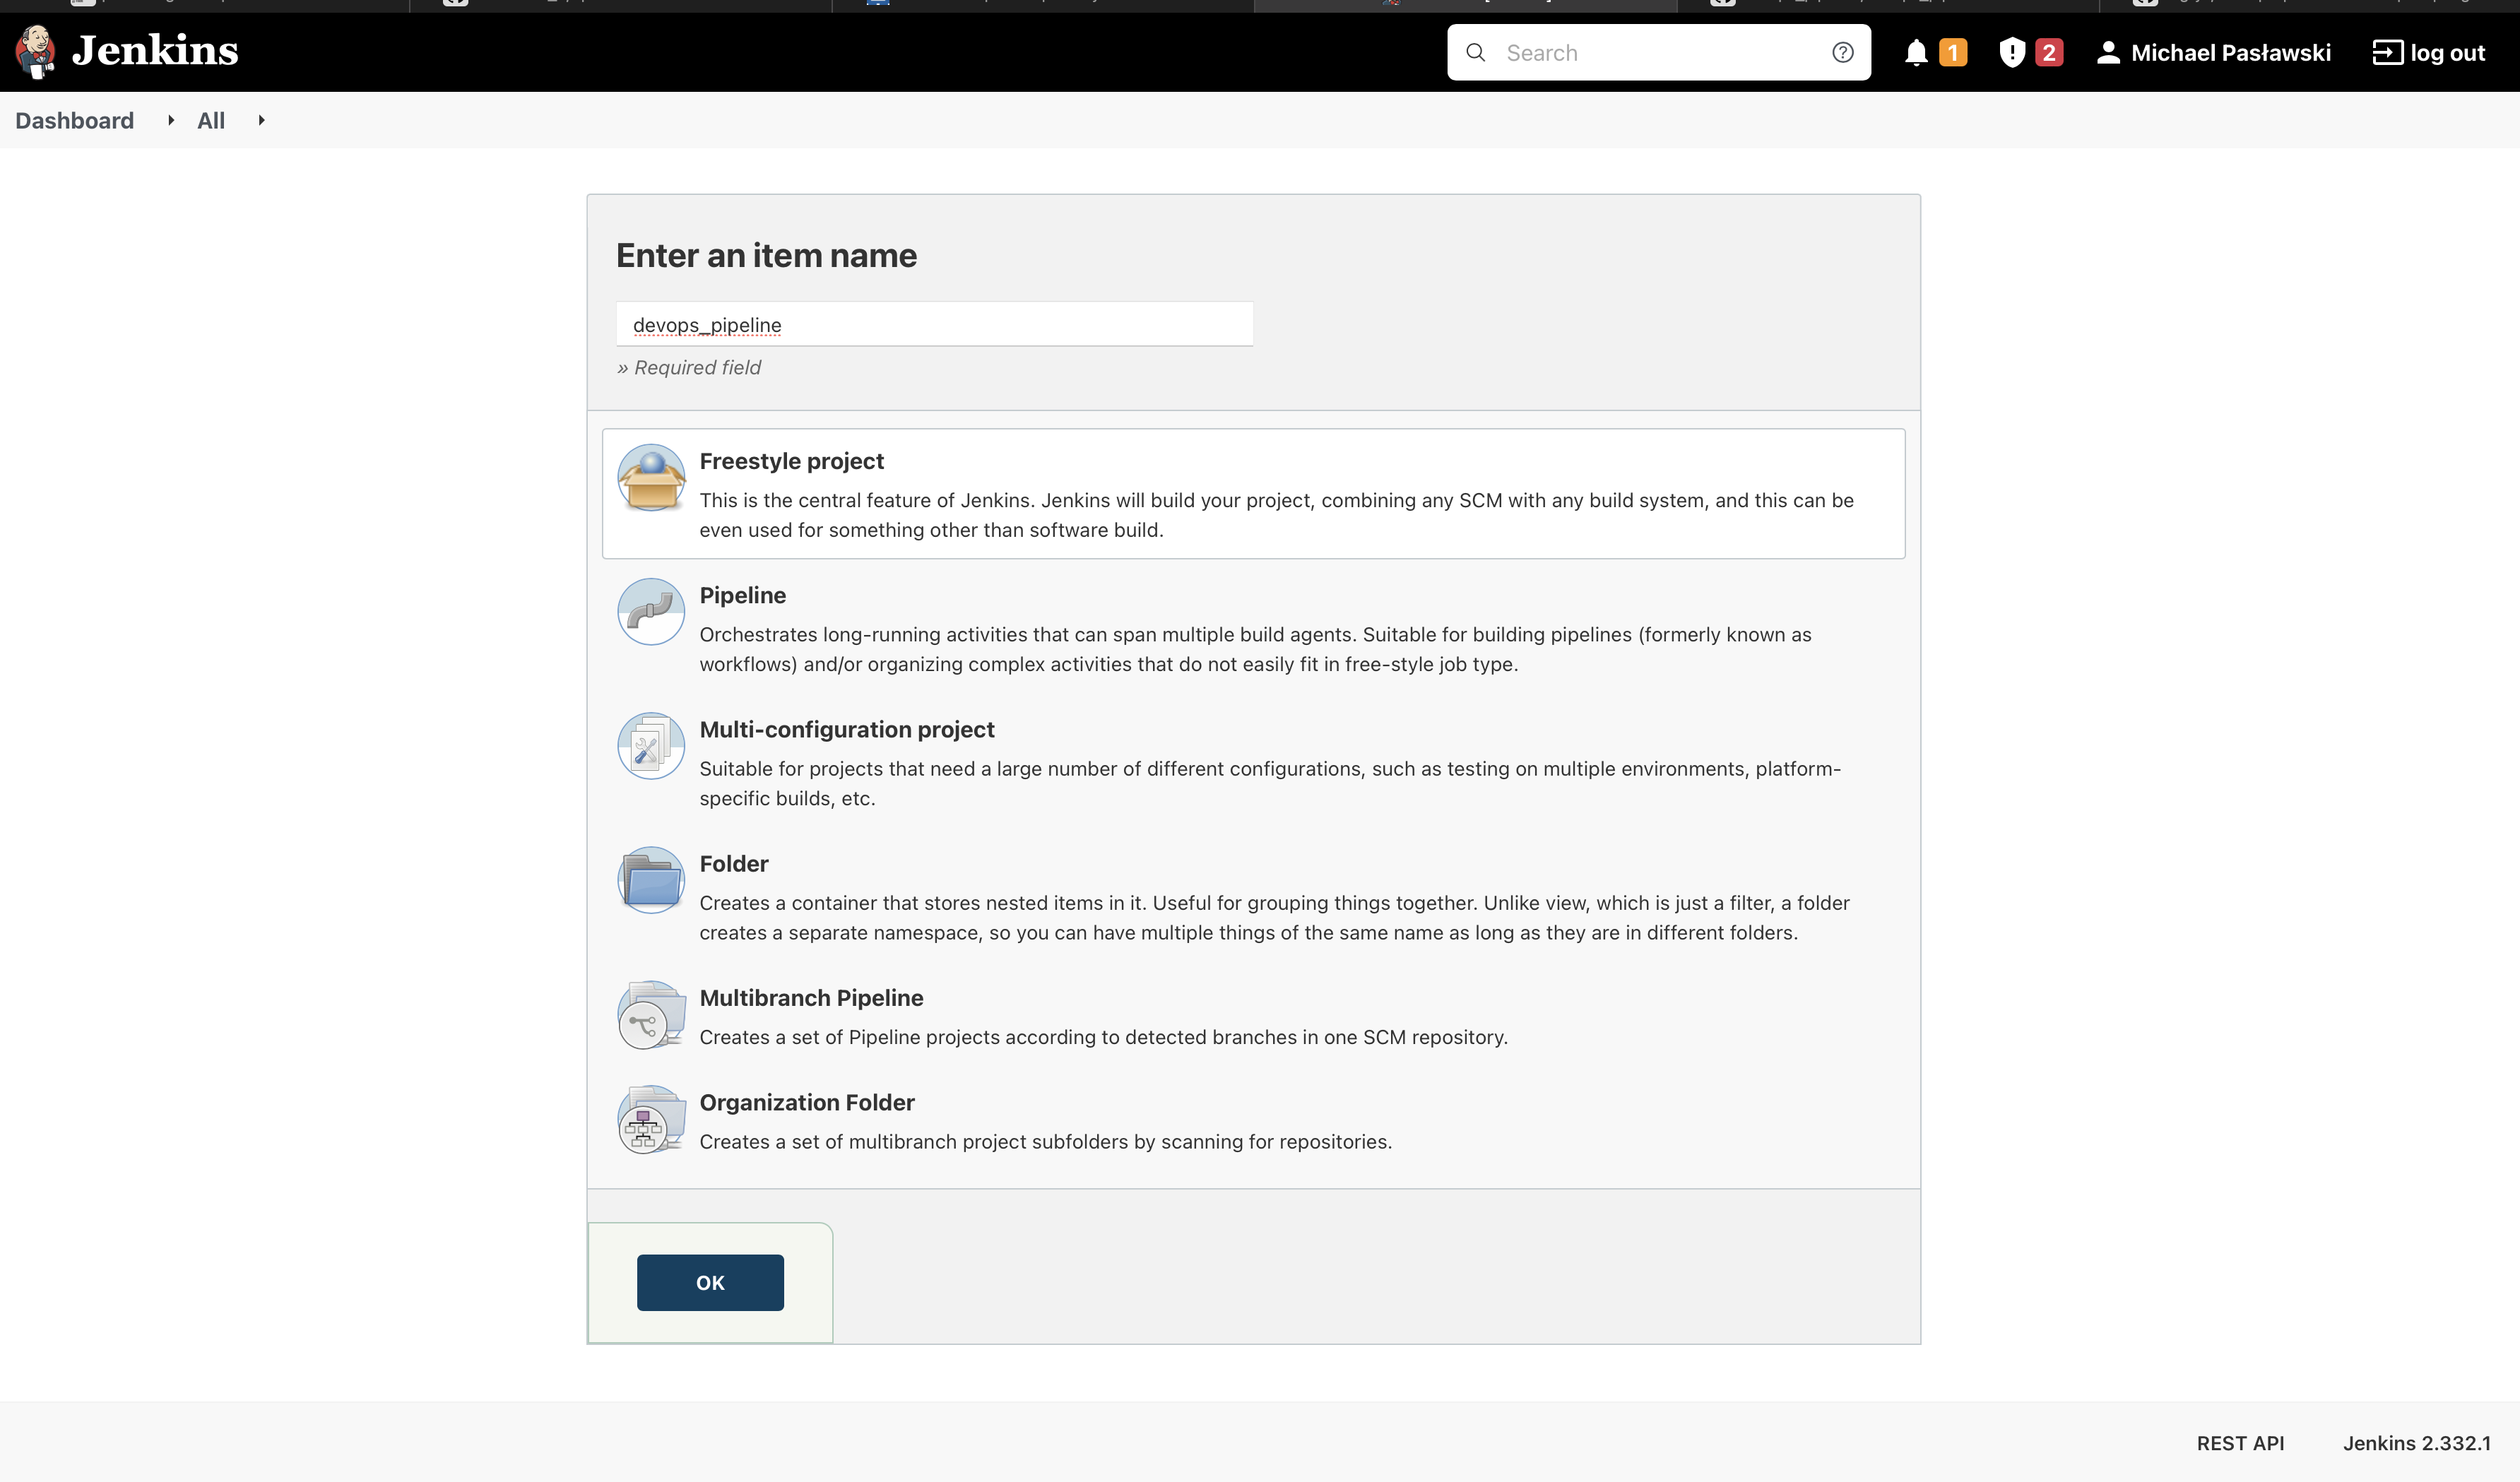 Jenkins
Search
1
2
Michael Pasławski
log out
Dashboard
All
Enter an item name
devops_pipeline
» Required field
Freestyle project
This is the central feature of Jenkins. Jenkins will build your project, combining any SCM with any build system, and this can be
even used for something other than software build.
Pipeline
Orchestrates long-running activities that can span multiple build agents. Suitable for building pipelines (formerly known as
workflows) and/or organizing complex activities that do not easily fit in free-style job type.
Multi-configuration project
Suitable for projects that need a large number of different configurations, such as testing on multiple environments, platform-
specific builds, etc.
Folder
Creates a container that stores nested items in it. Useful for grouping things together. Unlike view, which is just a filter, a folder
creates a separate namespace, so you can have multiple things of the same name as long as they are in different folders.
Multibranch Pipeline
Creates a set of Pipeline projects according to detected branches in one SCM repository.
Organization Folder
Creates a set of multibranch project subfolders by scanning for repositories.
OK
REST API
Jenkins 2.332.1